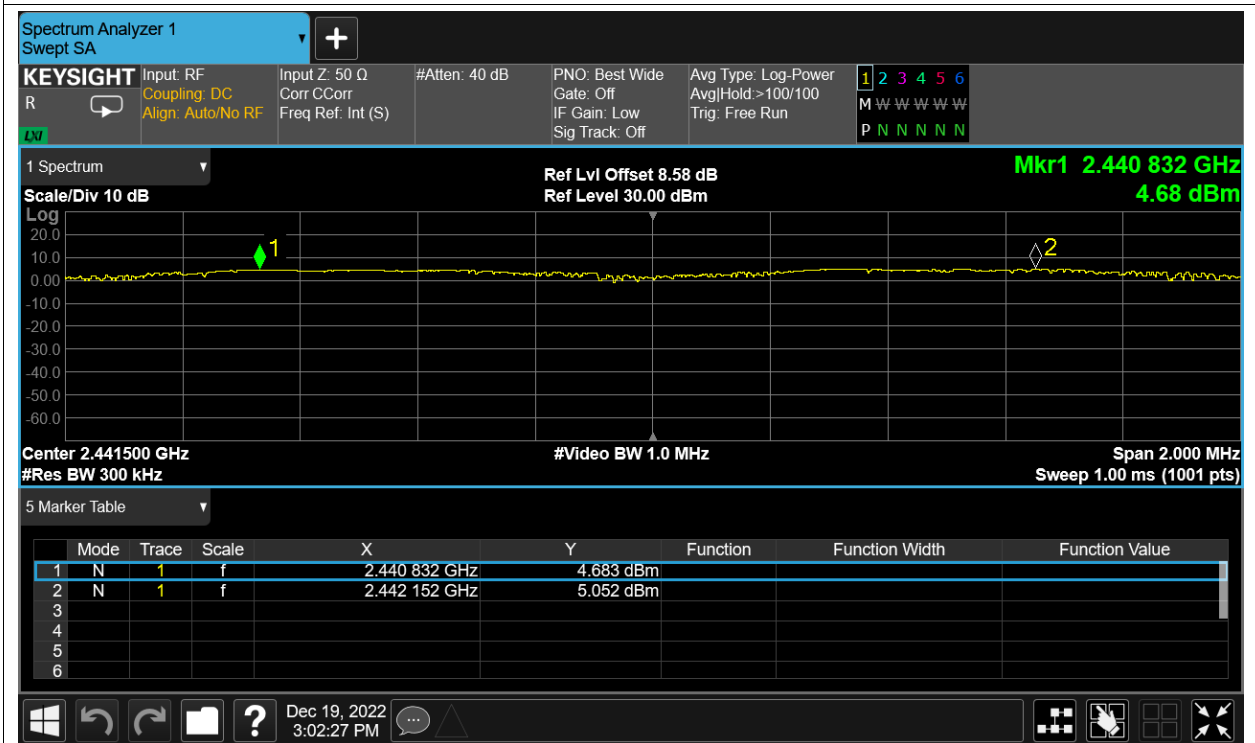 Spectrum Analyzer 1
Swept SA
▼
+
KEYSIGHT
R
LXI
Input: RF
Coupling: DC
Align: Auto/No RF
Input Z: 50 Ω
Corr CCorr
Freq Ref: Int (S)
#Atten: 40 dB
PNO: Best Wide
Gate: Off
IF Gain: Low
Sig Track: Off
Avg Type: Log-Power
Avg|Hold:>100/100
Trig: Free Run
1 2 3 4 5 6
M W W W W W
P N N N N N
1 Spectrum ▼
Scale/Div 10 dB
Ref Lvl Offset 8.58 dB
Ref Level 30.00 dBm
Mkr1 2.440 832 GHz
4.68 dBm
Log
20.0
10.0
0.00
-10.0
-20.0
-30.0
-40.0
-50.0
-60.0
1
2
Center 2.441500 GHz #Video BW 1.0 MHz Span 2.000 MHz
#Res BW 300 kHz Sweep 1.00 ms (1001 pts)
5 Marker Table ▼
Mode Trace Scale X Y Function Function Width Function Value
1 N 1 f 2.440 832 GHz 4.683 dBm
2 N 1 f 2.442 152 GHz 5.052 dBm
3
4
5
6
?
Dec 19, 2022
3:02:27 PM